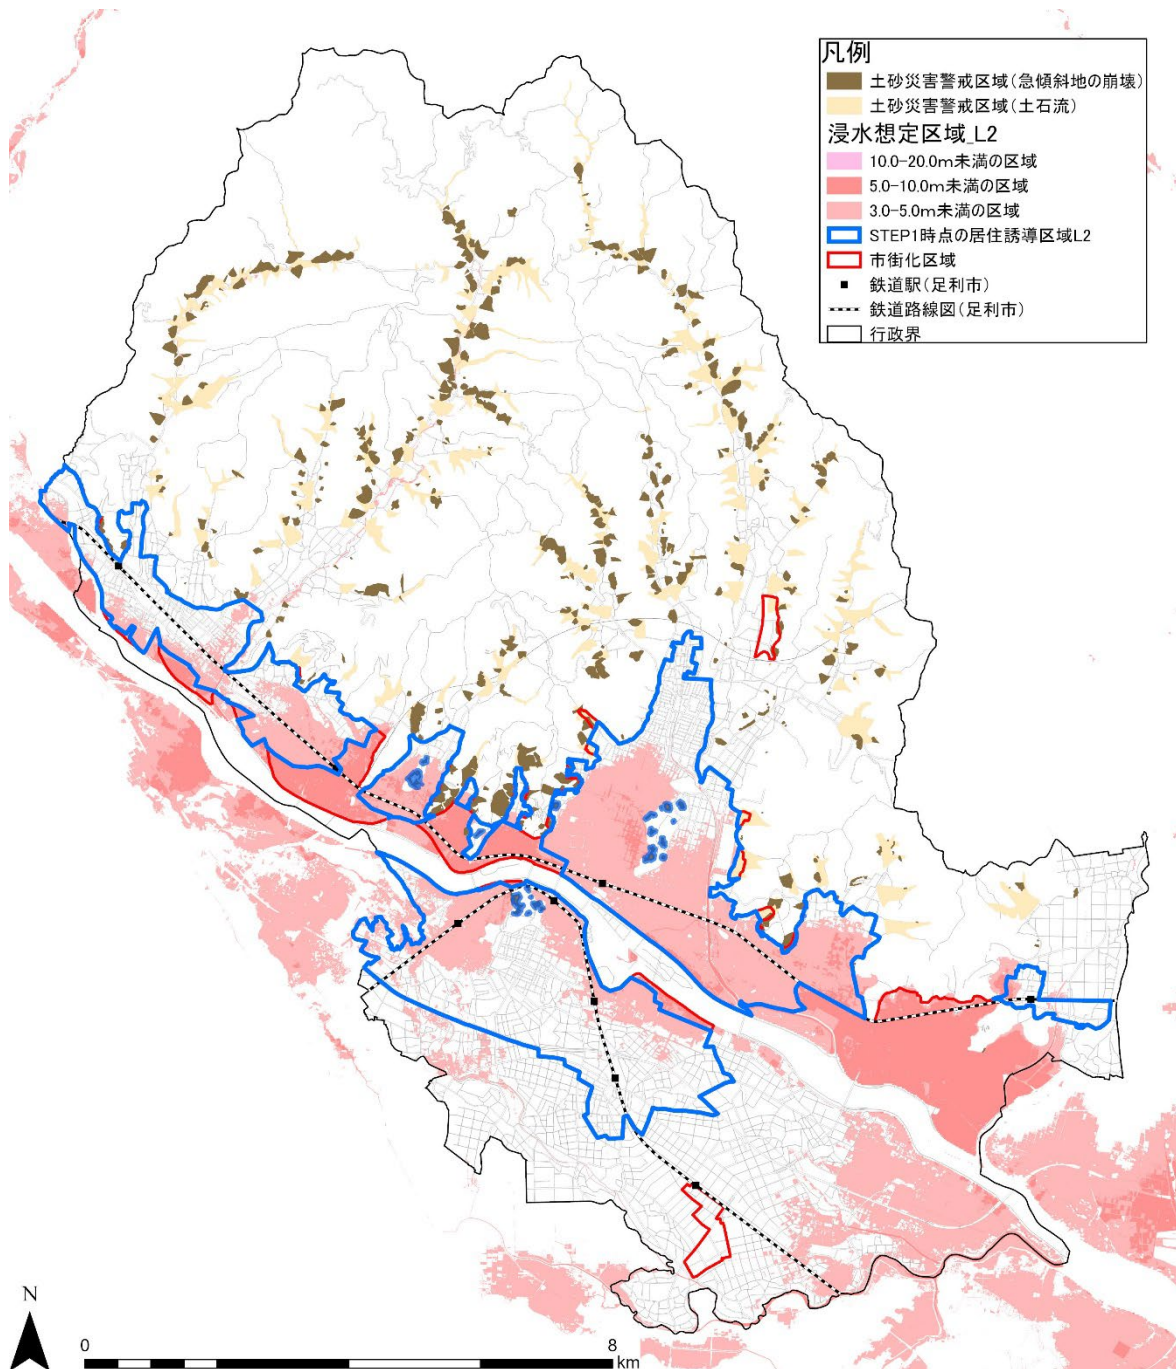 凡例
土砂災害警戒区域(急傾斜地の崩壊)
土砂災害警戒区域(土石流)
浸水想定区域_L2
10.0-20.0m未満の区域
5.0-10.0m未満の区域
3.0-5.0m未満の区域
STEP1時点の居住誘導区域L2
市街化区域
鉄道駅(足利市)
鉄道路線図(足利市)
行政界
N
0 8
km